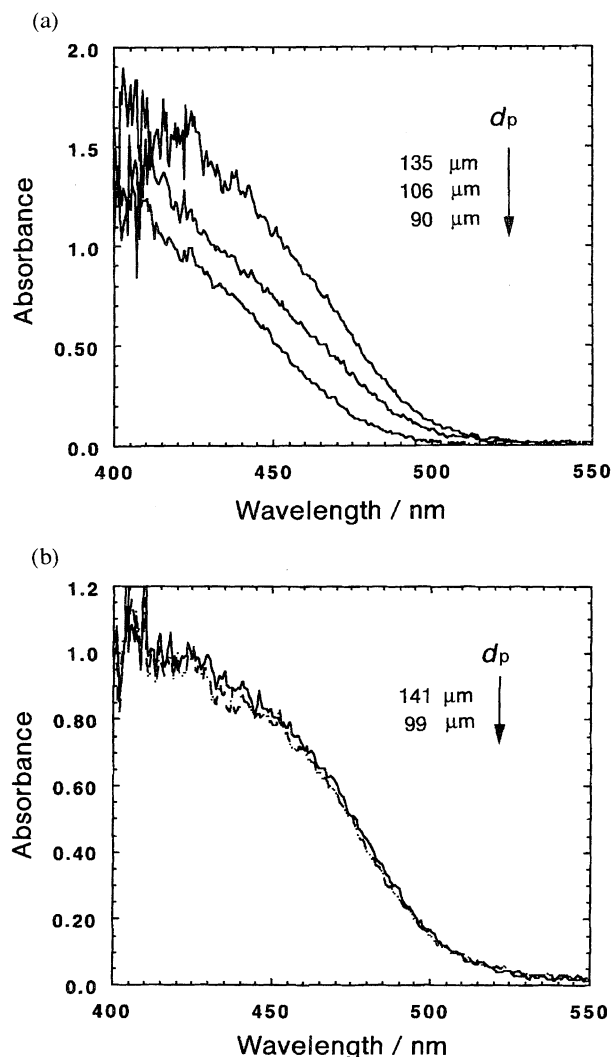 (a)
2.0
1.5
1.0
0.50
0.0
Absorbance
dp
135 μm
106 μm
90 μm
400 450 500 550
Wavelength / nm
(b)
1.2
1.0
0.80
0.60
0.40
0.20
0.0
Absorbance
dp
141 μm
99 μm
400 450 500 550
Wavelength / nm